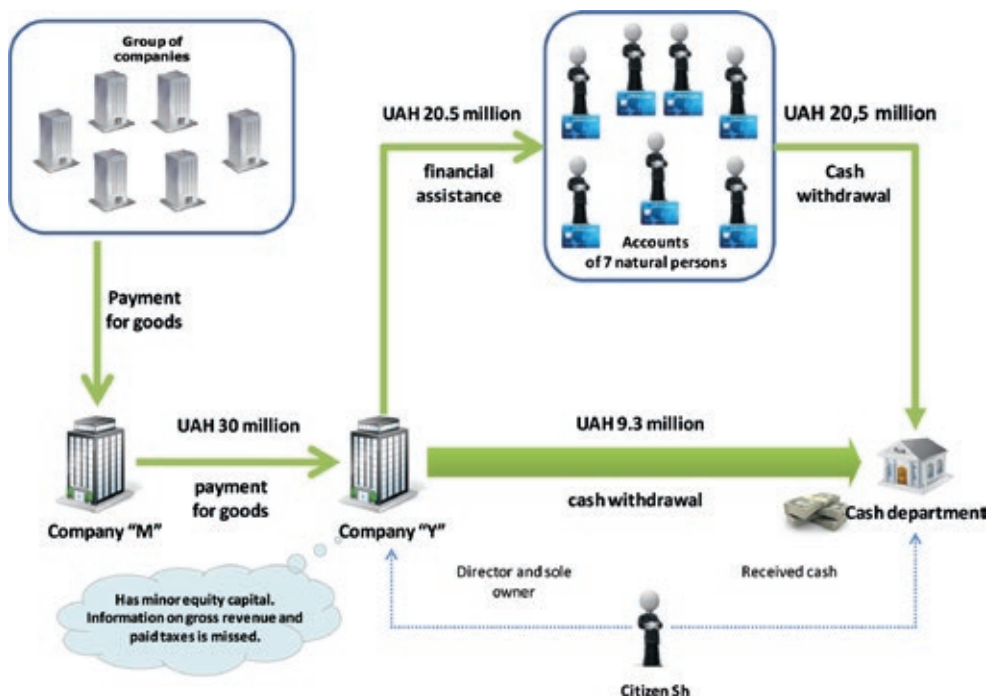 Group of
companies
UAH 20.5 million
financial
assistance
Accounts
of 7 natural persons
UAH 20,5 million
Cash
withdrawal
Payment
for goods
UAH 30 million
payment
for goods
Company “M”
Company “Y”
UAH 9.3 million
cash withdrawal
Cash department
Has minor equity capital.
Information on gross revenue and
paid taxes is missed.
Director and sole
owner
Received cash
Citizen Sh